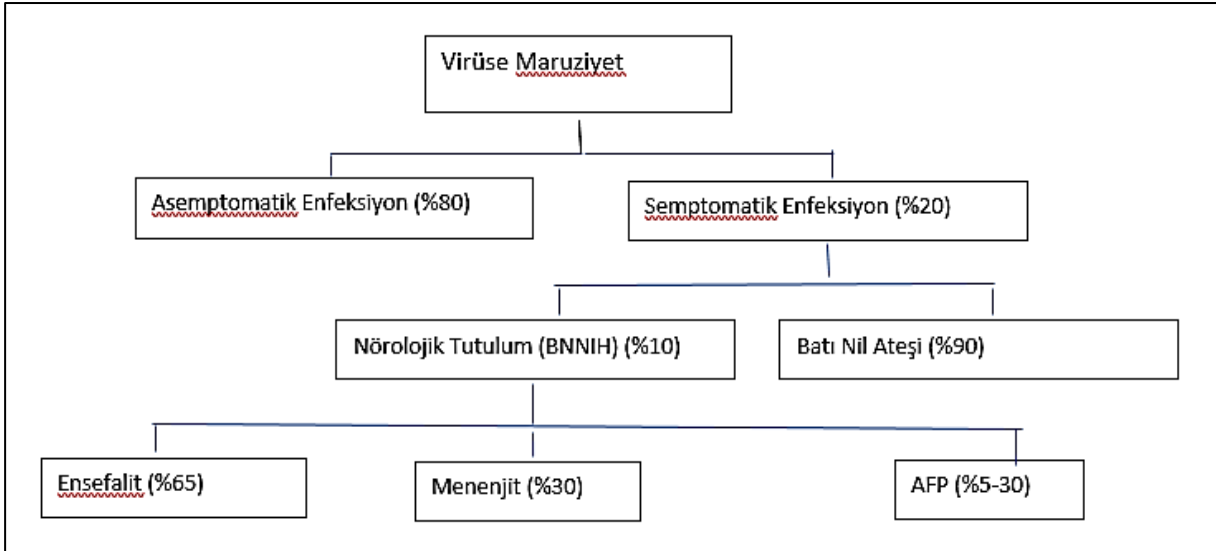 Virüse Maruziyet
Asemptomatik Enfeksiyon (%80)
Semptomatik Enfeksiyon (%20)
Nörolojik Tutulum (BNNIH) (%10)
Batı Nil Ateşi (%90)
Ensefalit (%65)
Menenjit (%30)
AFP (%5-30)